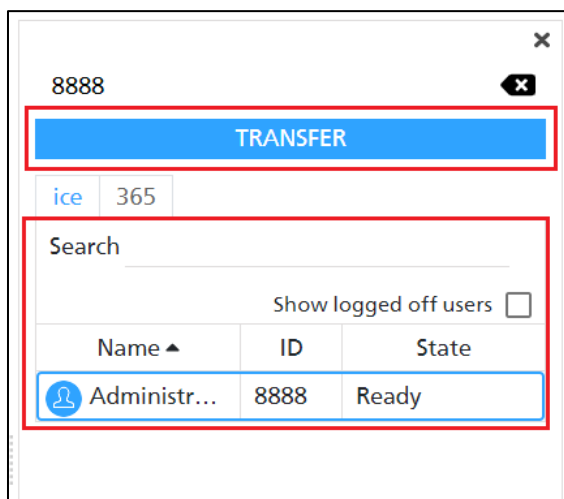 8888
TRANSFER
ice 365
Search
Show logged off users
Name ID State
Administr... 8888 Ready